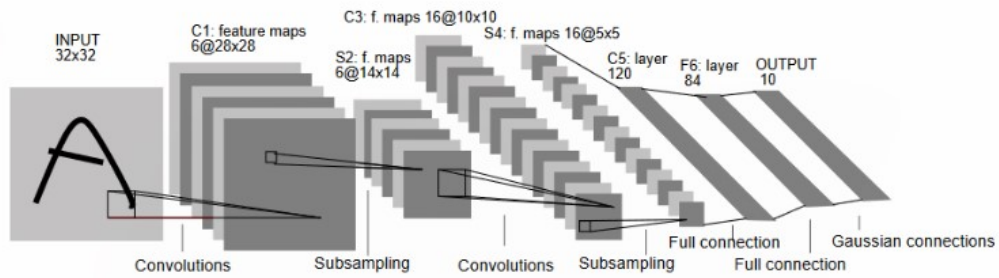 INPUT
32x32
C1: feature maps
6@28x28
S2: f. maps
6@14x14
C3: f. maps 16@10x10
S4: f. maps 16@5x5
C5: layer
120
F6: layer
84
OUTPUT
10
Convolutions
Subsampling
Convolutions
Subsampling
Full connection
Full connection
Gaussian connections